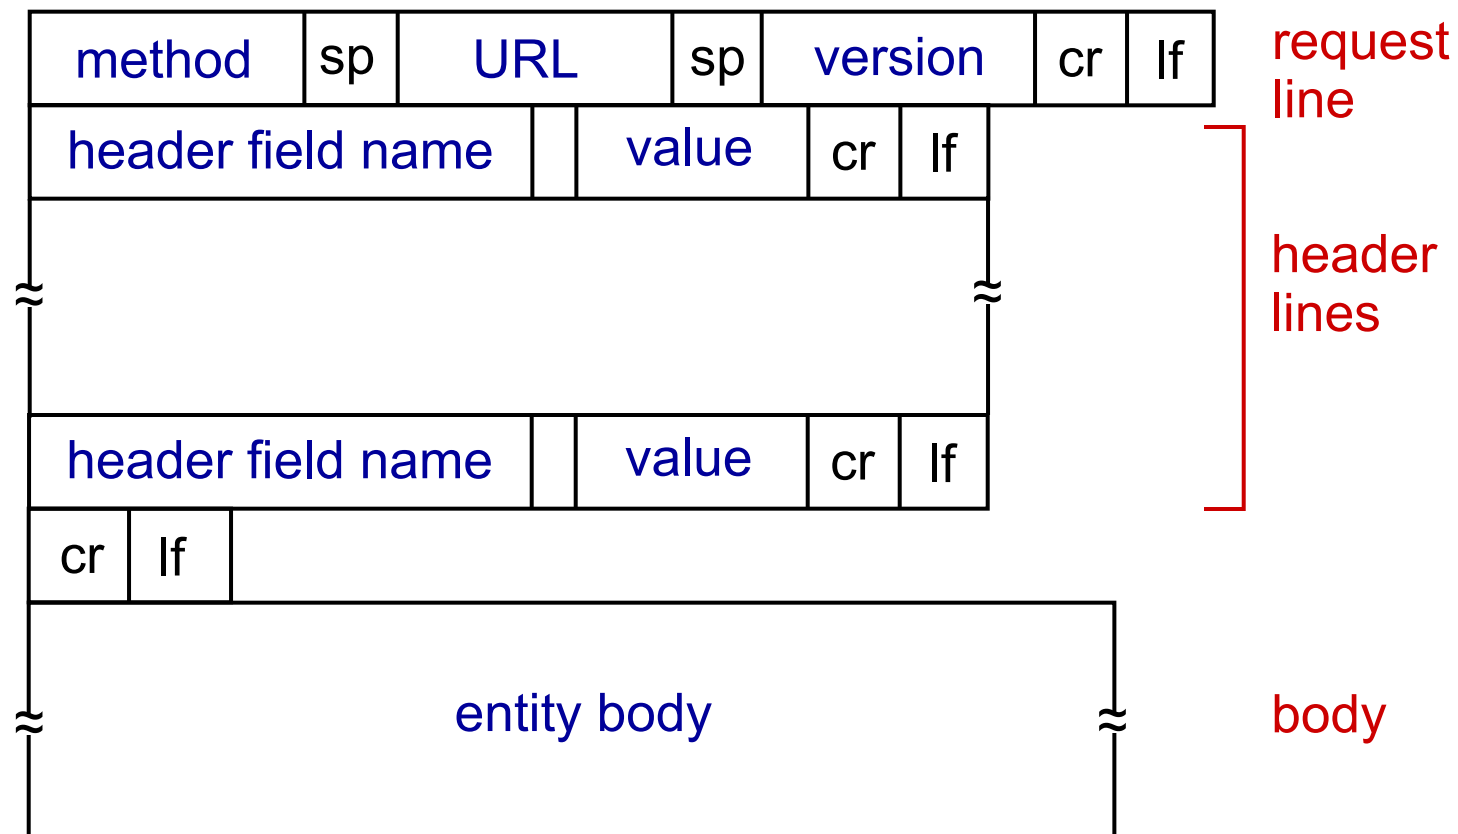 method sp URL sp version cr lf request
line
header field name value cr lf
header
lines
header field name value cr lf
cr lf
entity body body